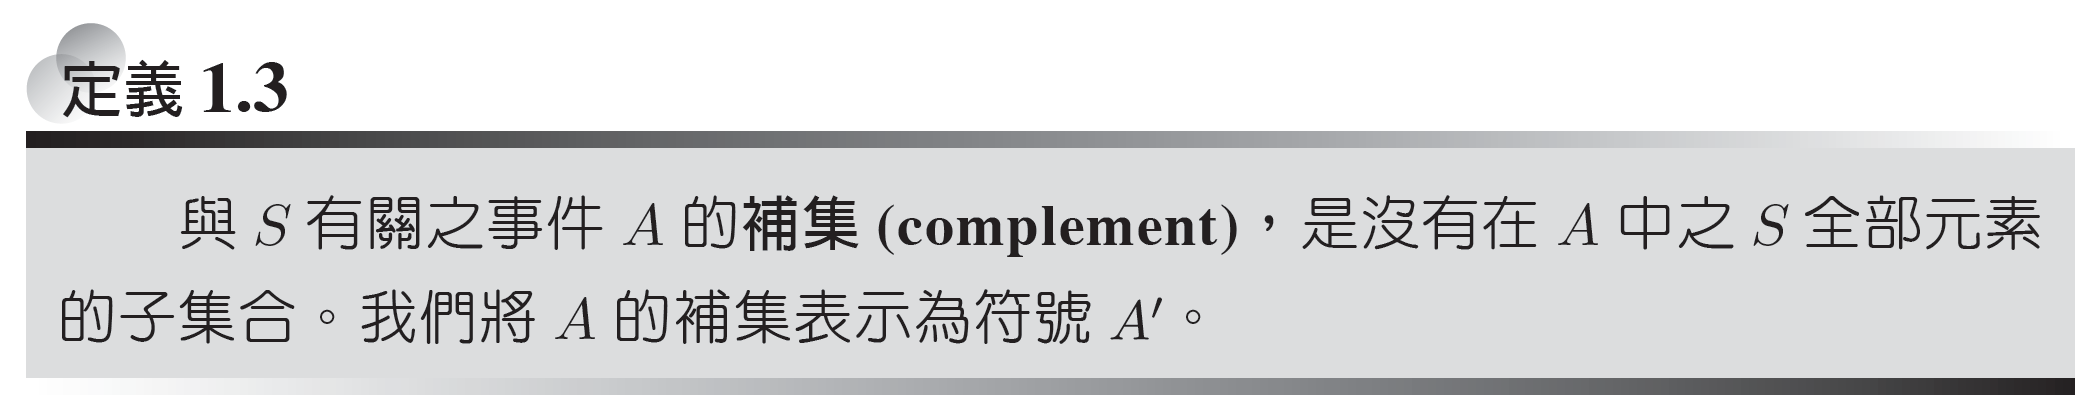 定義 1.3
與 S 有關之事件 A 的補集 (complement)，是沒有在 A 中之 S 全部元素
的子集合。我們將 A 的補集表示為符號 A′。